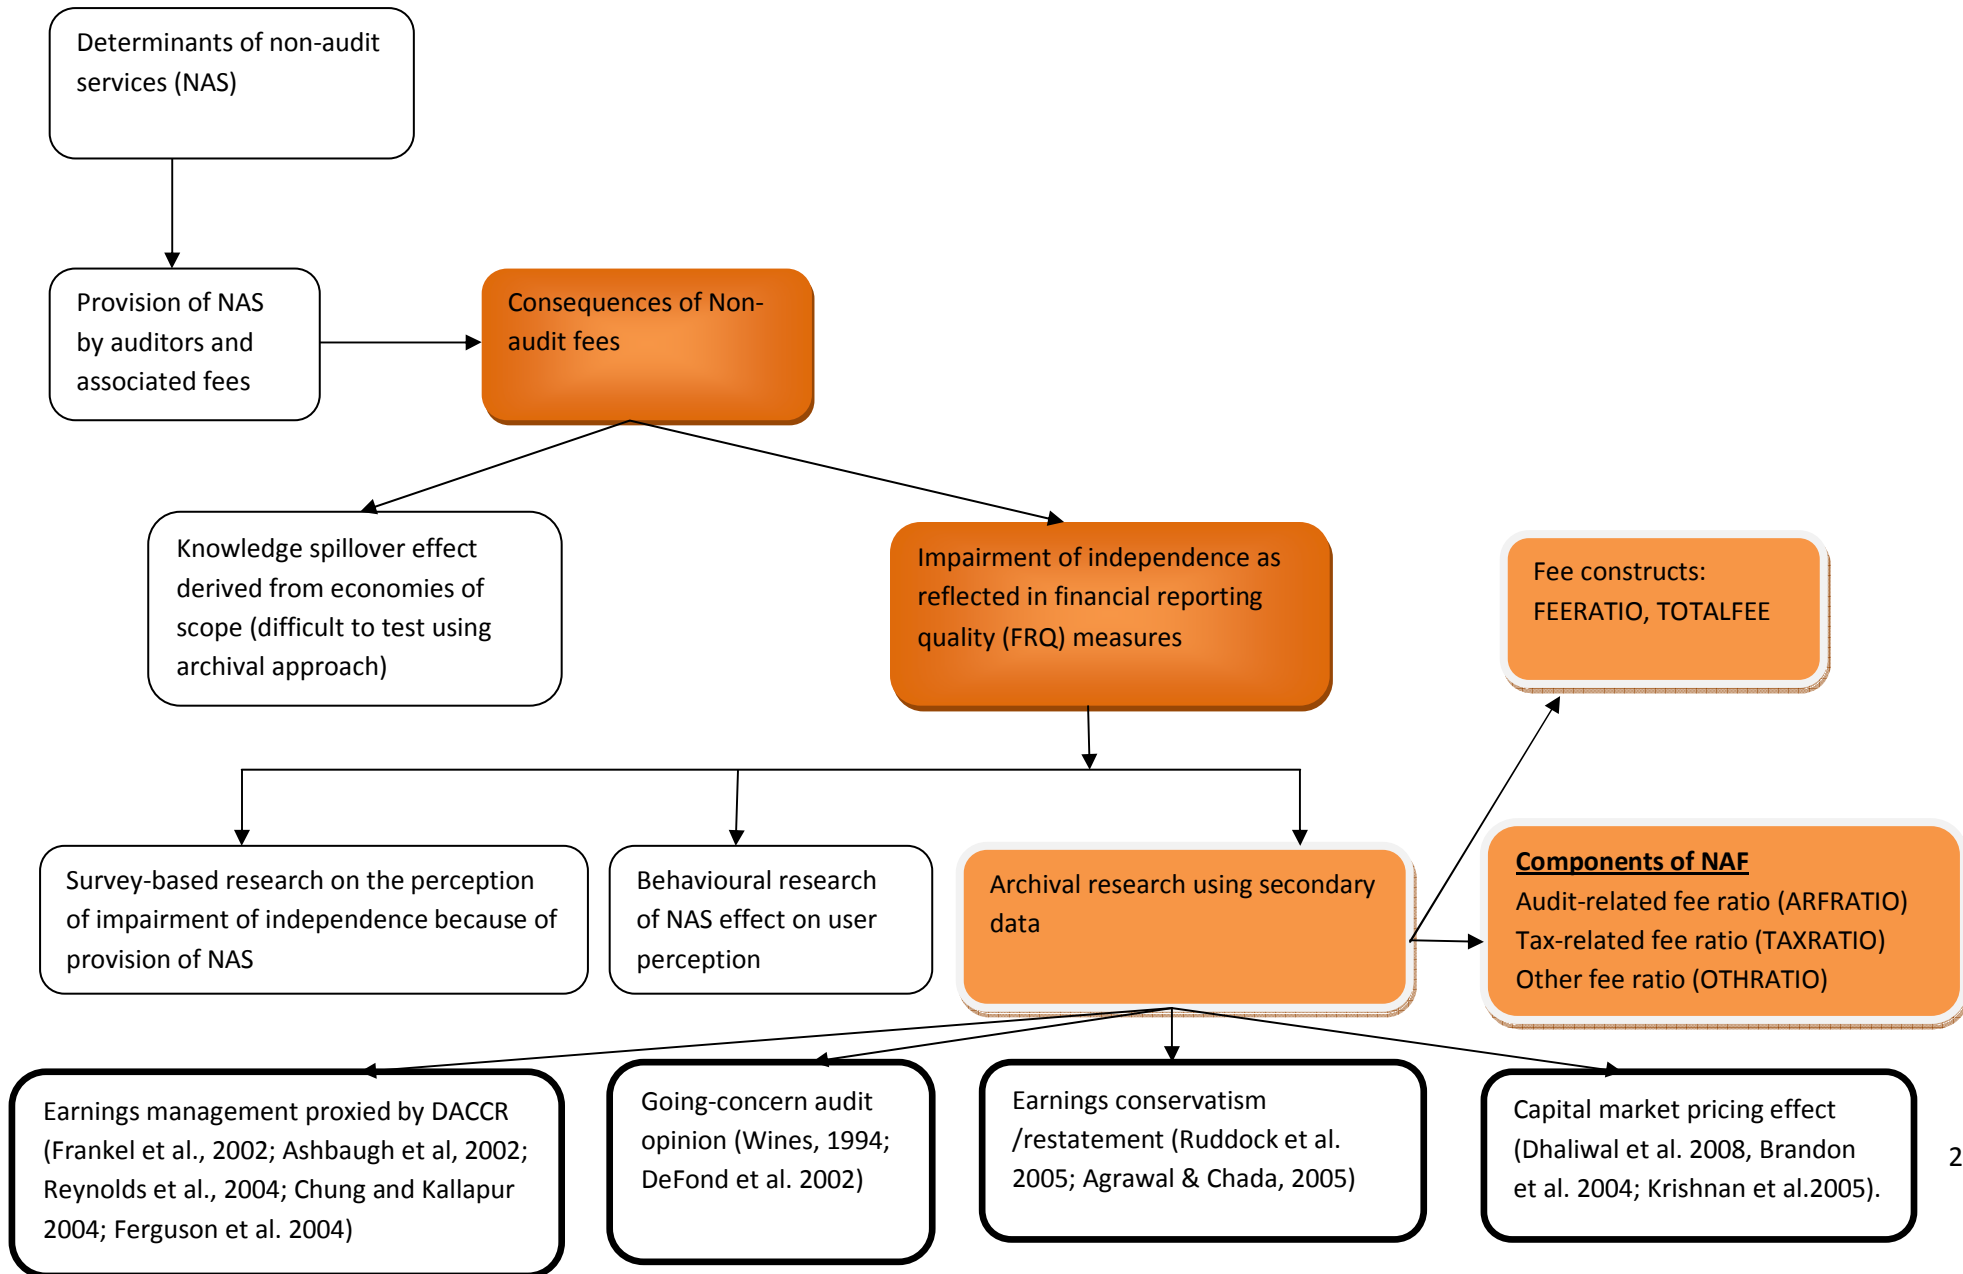 Determinants of non-audit
services (NAS)
Provision of NAS
by auditors and
associated fees
Consequences of Non-
audit fees
Knowledge spillover effect
derived from economies of
scope (difficult to test using
archival approach)
Impairment of independence as
reflected in financial reporting
quality (FRQ) measures
Fee constructs:
FEERATIO, TOTALFEE
Survey-based research on the perception
of impairment of independence because of
provision of NAS
Behavioural research
of NAS effect on user
perception
Archival research using secondary
data
Components of NAF
Audit-related fee ratio (ARFRATIO)
Tax-related fee ratio (TAXRATIO)
Other fee ratio (OTHRATIO)
Earnings management proxied by DACCR
(Frankel et al., 2002; Ashbaugh et al, 2002;
Reynolds et al., 2004; Chung and Kallapur
2004; Ferguson et al. 2004)
Going-concern audit
opinion (Wines, 1994;
DeFond et al. 2002)
Earnings conservatism
/restatement (Ruddock et al.
2005; Agrawal & Chada, 2005)
Capital market pricing effect
(Dhaliwal et al. 2008, Brandon
et al. 2004; Krishnan et al.2005).
2